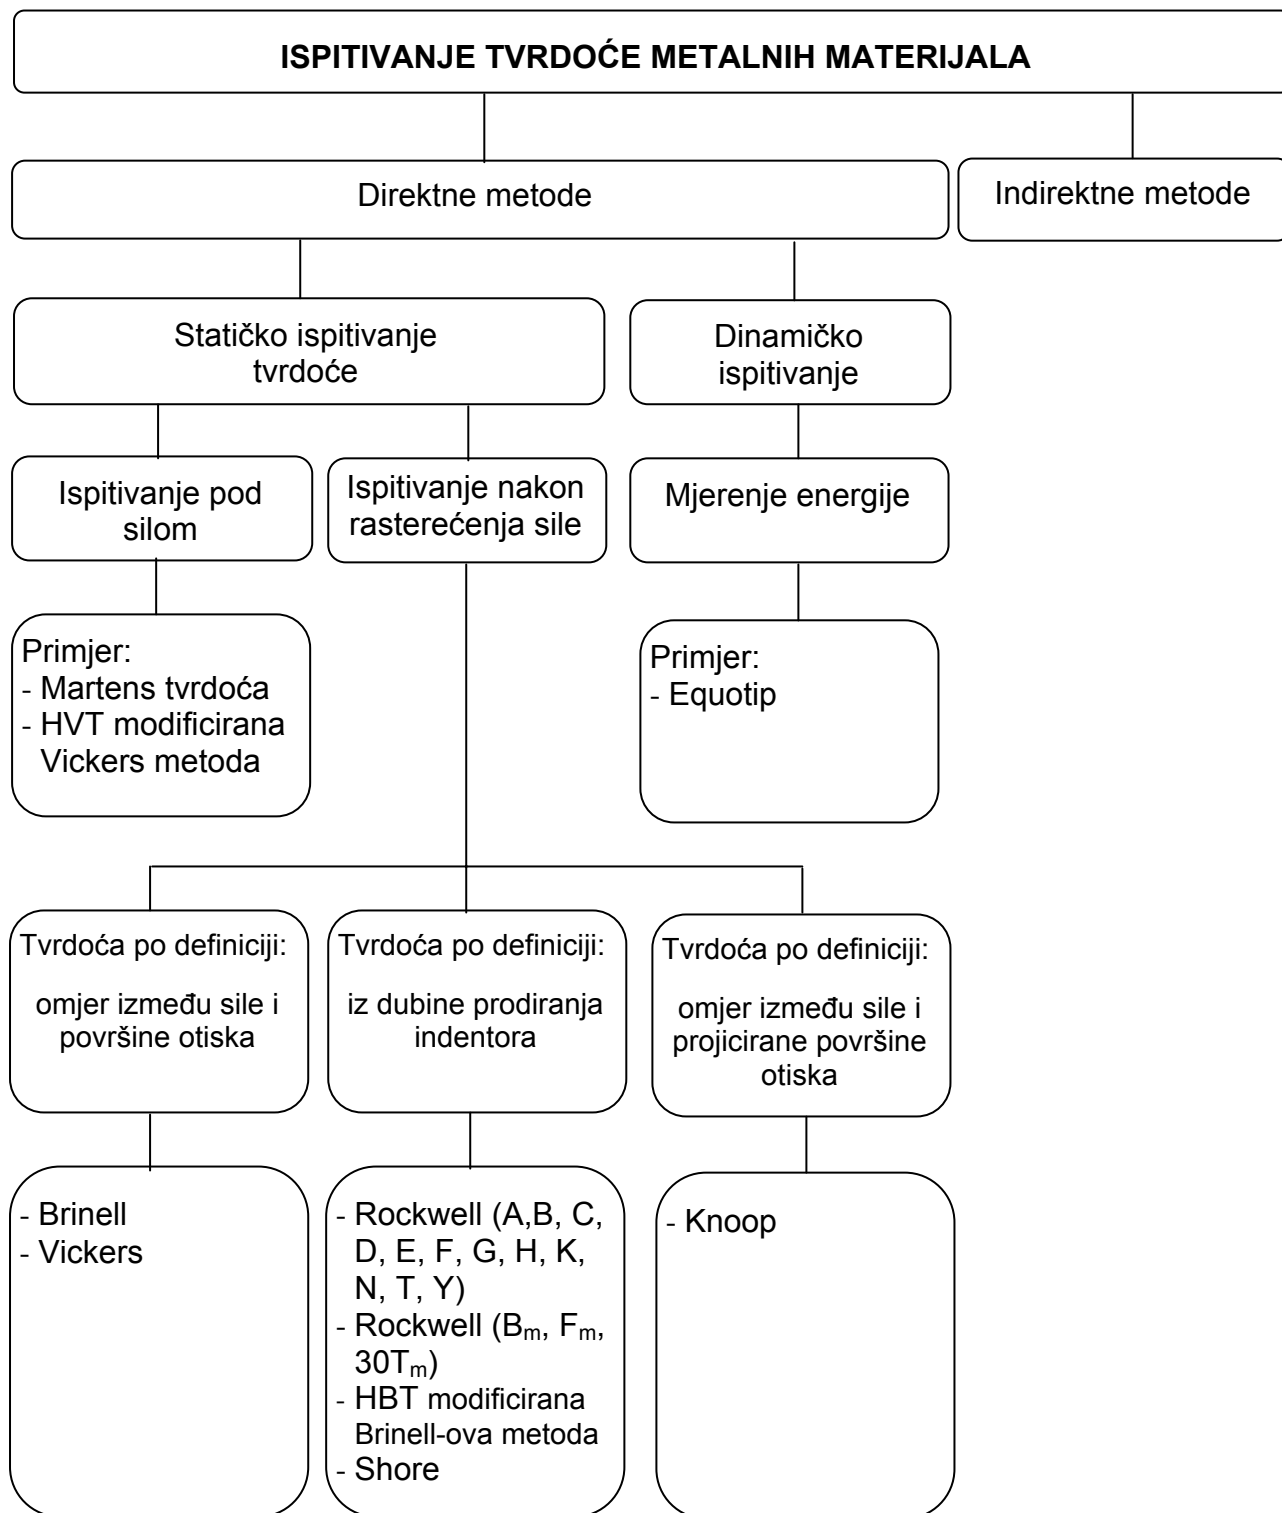 ISPITIVANJE TVRDOĆE METALNIH MATERIJALA
Direktne metode
Indirektne metode
Statičko ispitivanje
tvrdoće
Dinamičko
ispitivanje
Ispitivanje pod
silom
Ispitivanje nakon
rasterećenja sile
Mjerenje energije
Primjer:
- Martens tvrdoća
- HVT modificirana
Vickers metoda
Primjer:
- Equotip
Tvrdoća po definiciji:
omjer između sile i
površine otiska
Tvrdoća po definiciji:
iz dubine prodiranja
indentora
Tvrdoća po definiciji:
omjer između sile i
projicirane površine
otiska
- Brinell
- Vickers
- Rockwell (A,B, C,
D, E, F, G, H, K,
N, T, Y)
- Rockwell (Bₘ, Fₘ,
30Tₘ)
- HBT modificirana
Brinell-ova metoda
- Shore
- Knoop